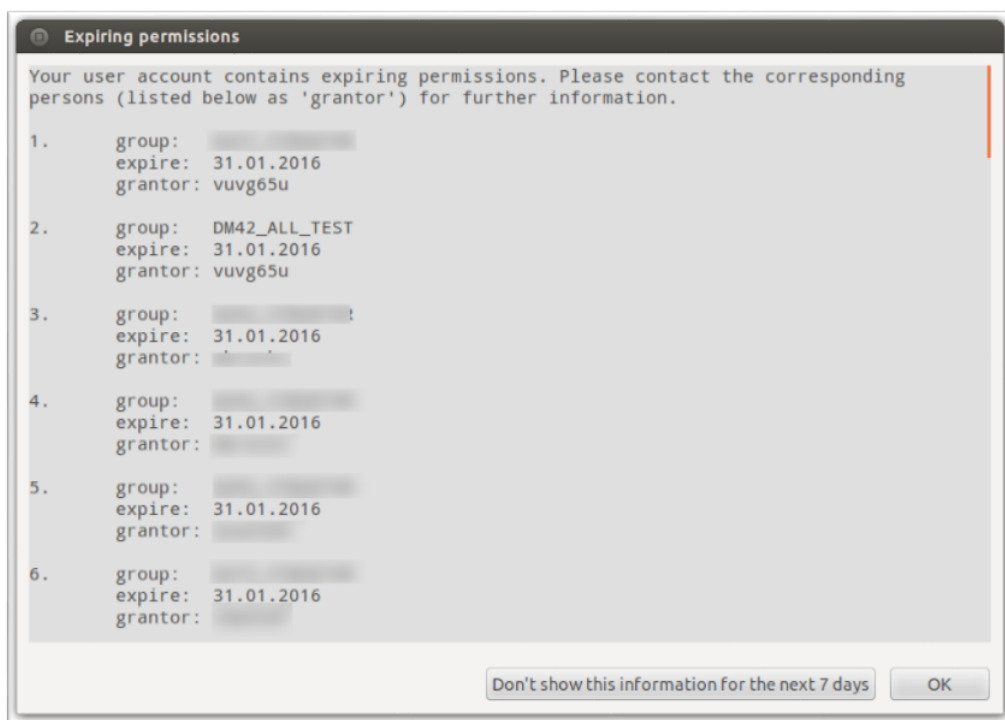 Expiring permissions
Your user account contains expiring permissions. Please contact the corresponding
persons (listed below as 'grantor') for further information.
1. group:
expire: 31.01.2016
grantor: vuvg65u
2. group: DM42_ALL_TEST
expire: 31.01.2016
grantor: vuvg65u
3. group:
expire: 31.01.2016
grantor:
4. group:
expire: 31.01.2016
grantor:
5. group:
expire: 31.01.2016
grantor:
6. group:
expire: 31.01.2016
grantor:
Don't show this information for the next 7 days OK